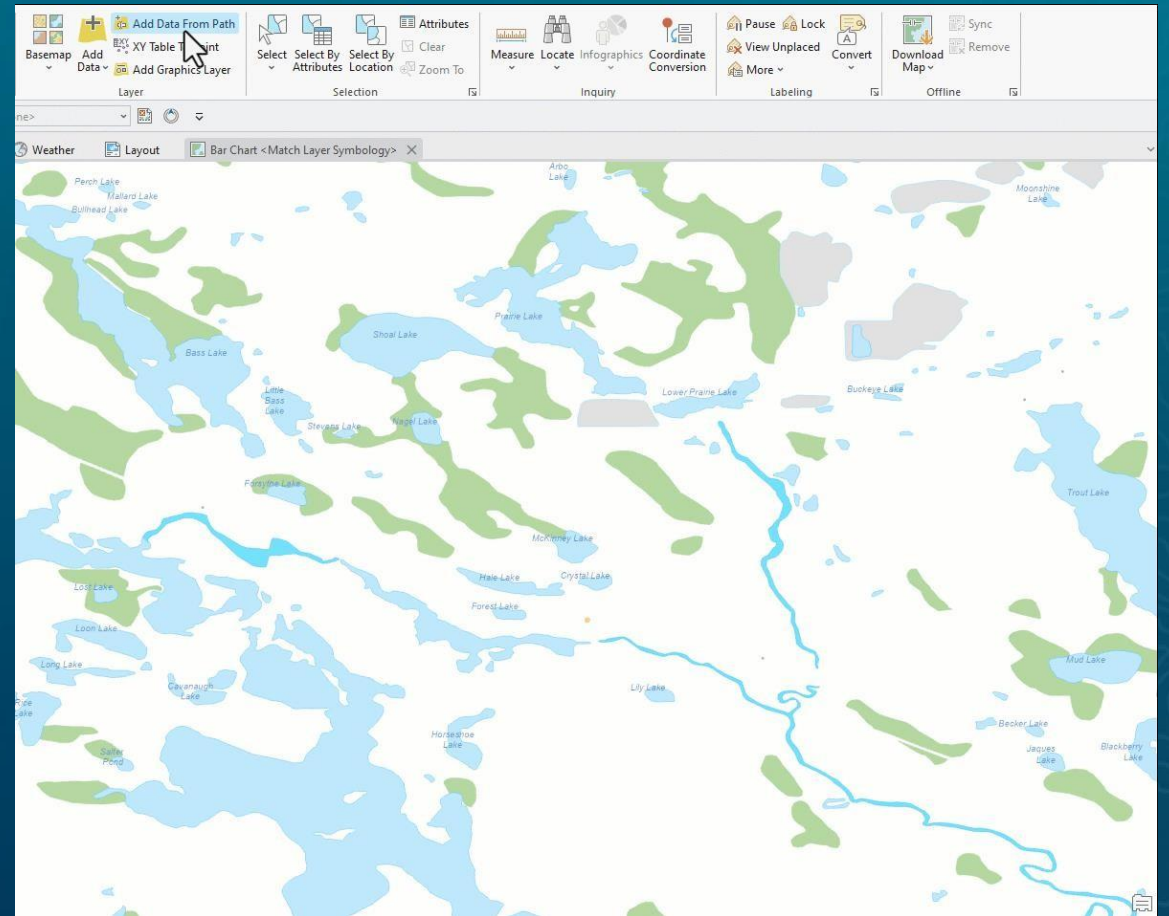 Add Data From Path
XY Table T
int
Add Graphics Layer
Basemap
Add
Data
Layer
Select
Select By
Attributes
Select By
Location
Attributes
Clear
Zoom To
Selection
Measure
Locate
Infographics
Coordinate
Conversion
Inquiry
Pause
Lock
View Unplaced
More
Convert
Labeling
Download
Map
Sync
Remove
Offline
ne>
Weather
Layout
Bar Chart <Match Layer Symbology>
Perch Lake
Mallard Lake
Bullhead Lake
Arbo
Lake
Moonshine
Lake
Prairie Lake
Shoal Lake
Bass Lake
Little
Bass
Lake
Lower Prairie Lake
Buckeye Lake
Stevens Lake
Nagel Lake
Forsythe Lake
Trout Lake
McKinney Lake
Hale Lake
Crystal Lake
Lost Lake
Forest Lake
Loon Lake
Long Lake
Mud Lake
Cavanaugh
Lake
Lily Lake
Rice
Lake
Becker Lake
Horseshoe
Lake
Salter
Pond
Jaques
Lake
Blackberry
Lake